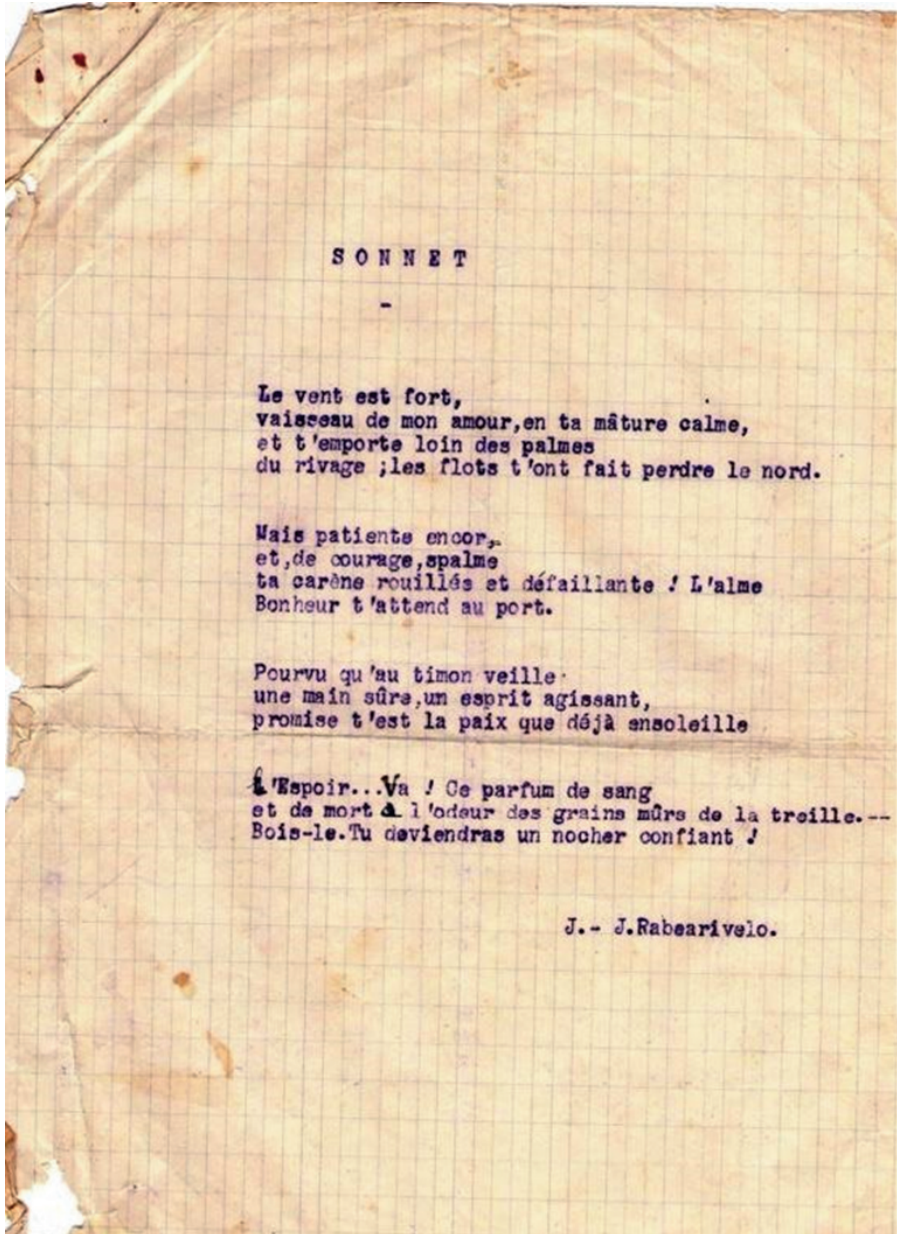 SONNET
-
Le vent est fort,
vaisseau de mon amour,en ta mâture calme,
et t'emporte loin des palmes
du rivage ;les flots t'ont fait perdre le nord.
Mais patiente encor,
et,de courage,spalme
ta carène rouillés et défaillante ! L'alme
Bonheur t'attend au port.
Pourvu qu'au timon veille
une main sûre,un esprit agissant,
promise t'est la paix que déjà ensoleille
L'Espoir...Va ! Ce parfum de sang
et de mort a l'odeur des grains mûrs de la treille.--
Bois-le.Tu deviendras un nocher confiant !
J.- J.Rabearivelo.